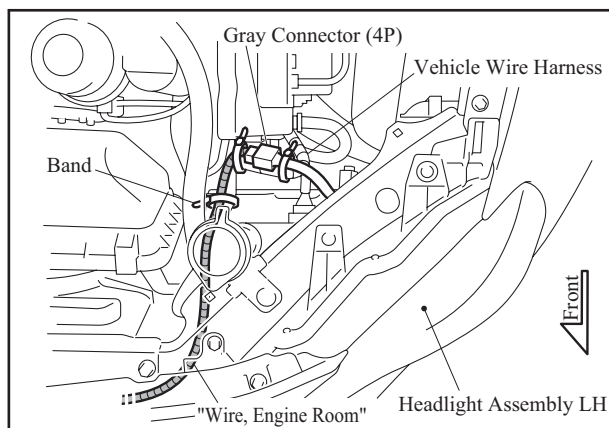 Gray Connector (4P)
Vehicle Wire Harness
Band
Front
"Wire, Engine Room"
Headlight Assembly LH